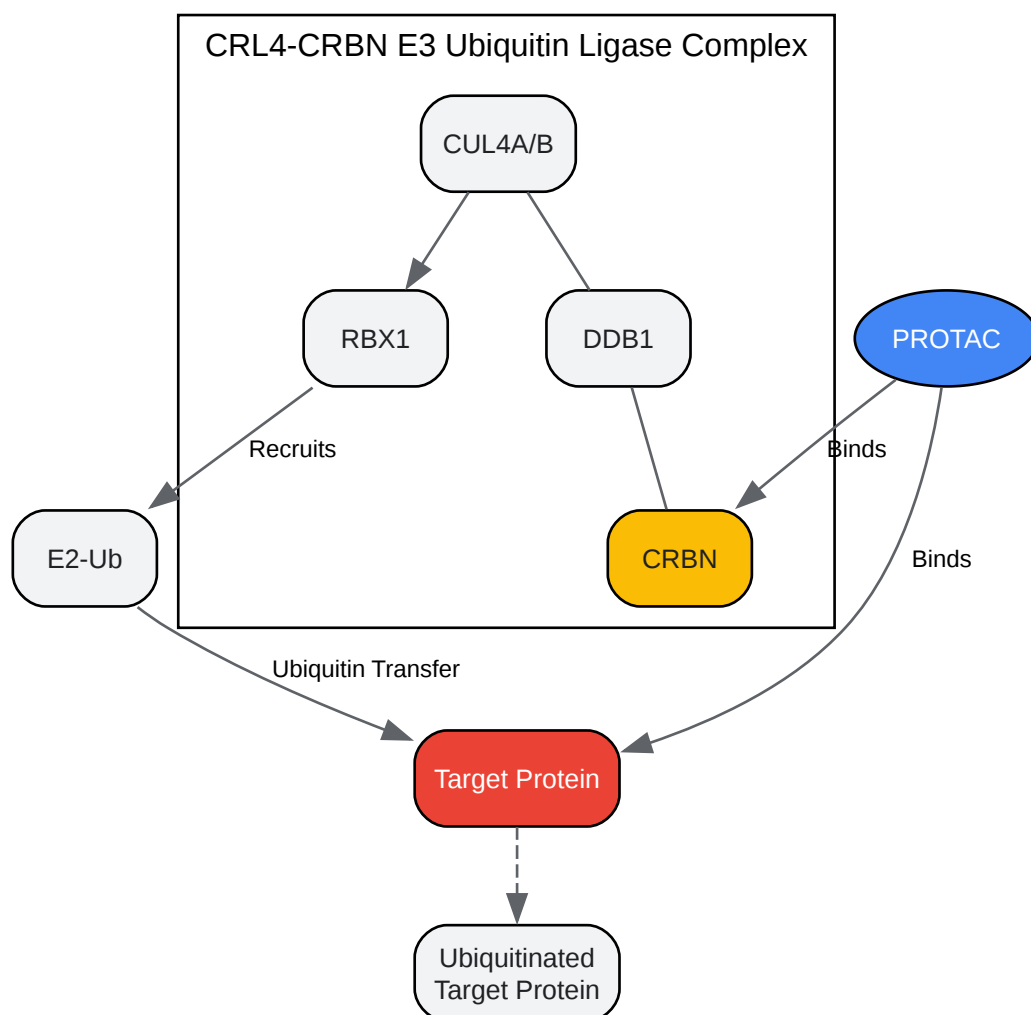 CRL4-CRBN E3 Ubiquitin Ligase Complex
CUL4A/B
RBX1
DDB1
PROTAC
Recruits
Binds
E2-Ub
CRBN
Binds
Ubiquitin Transfer
Target Protein
Ubiquitinated
Target Protein